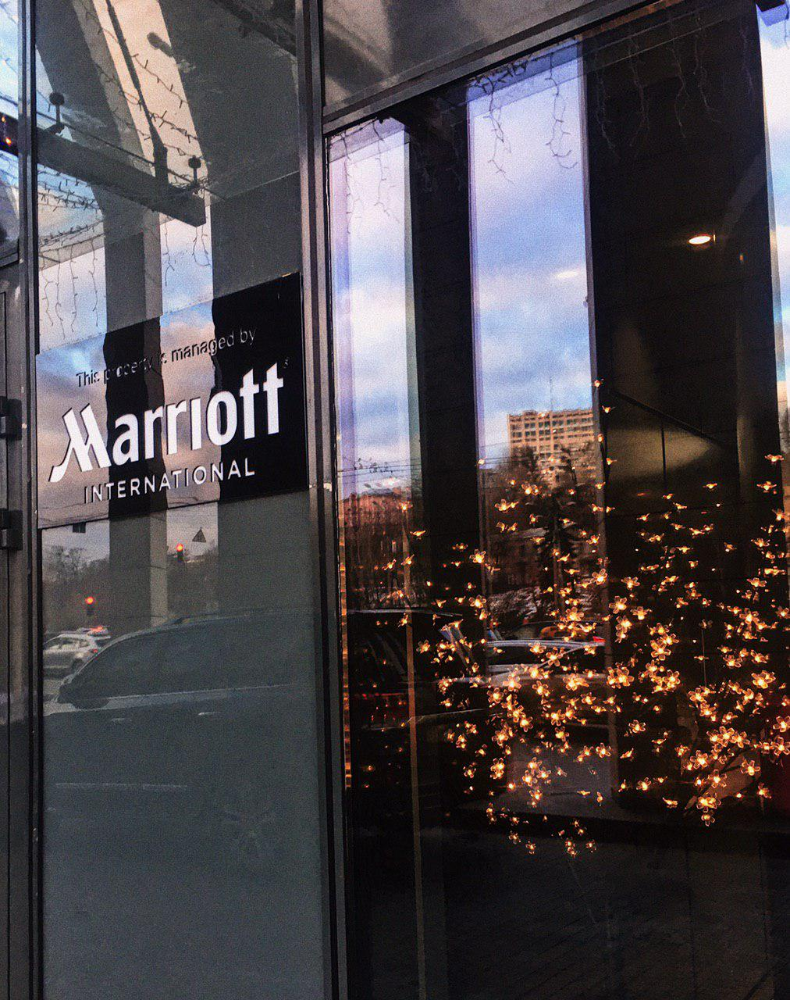 This property is managed by
Marriott
INTERNATIONAL